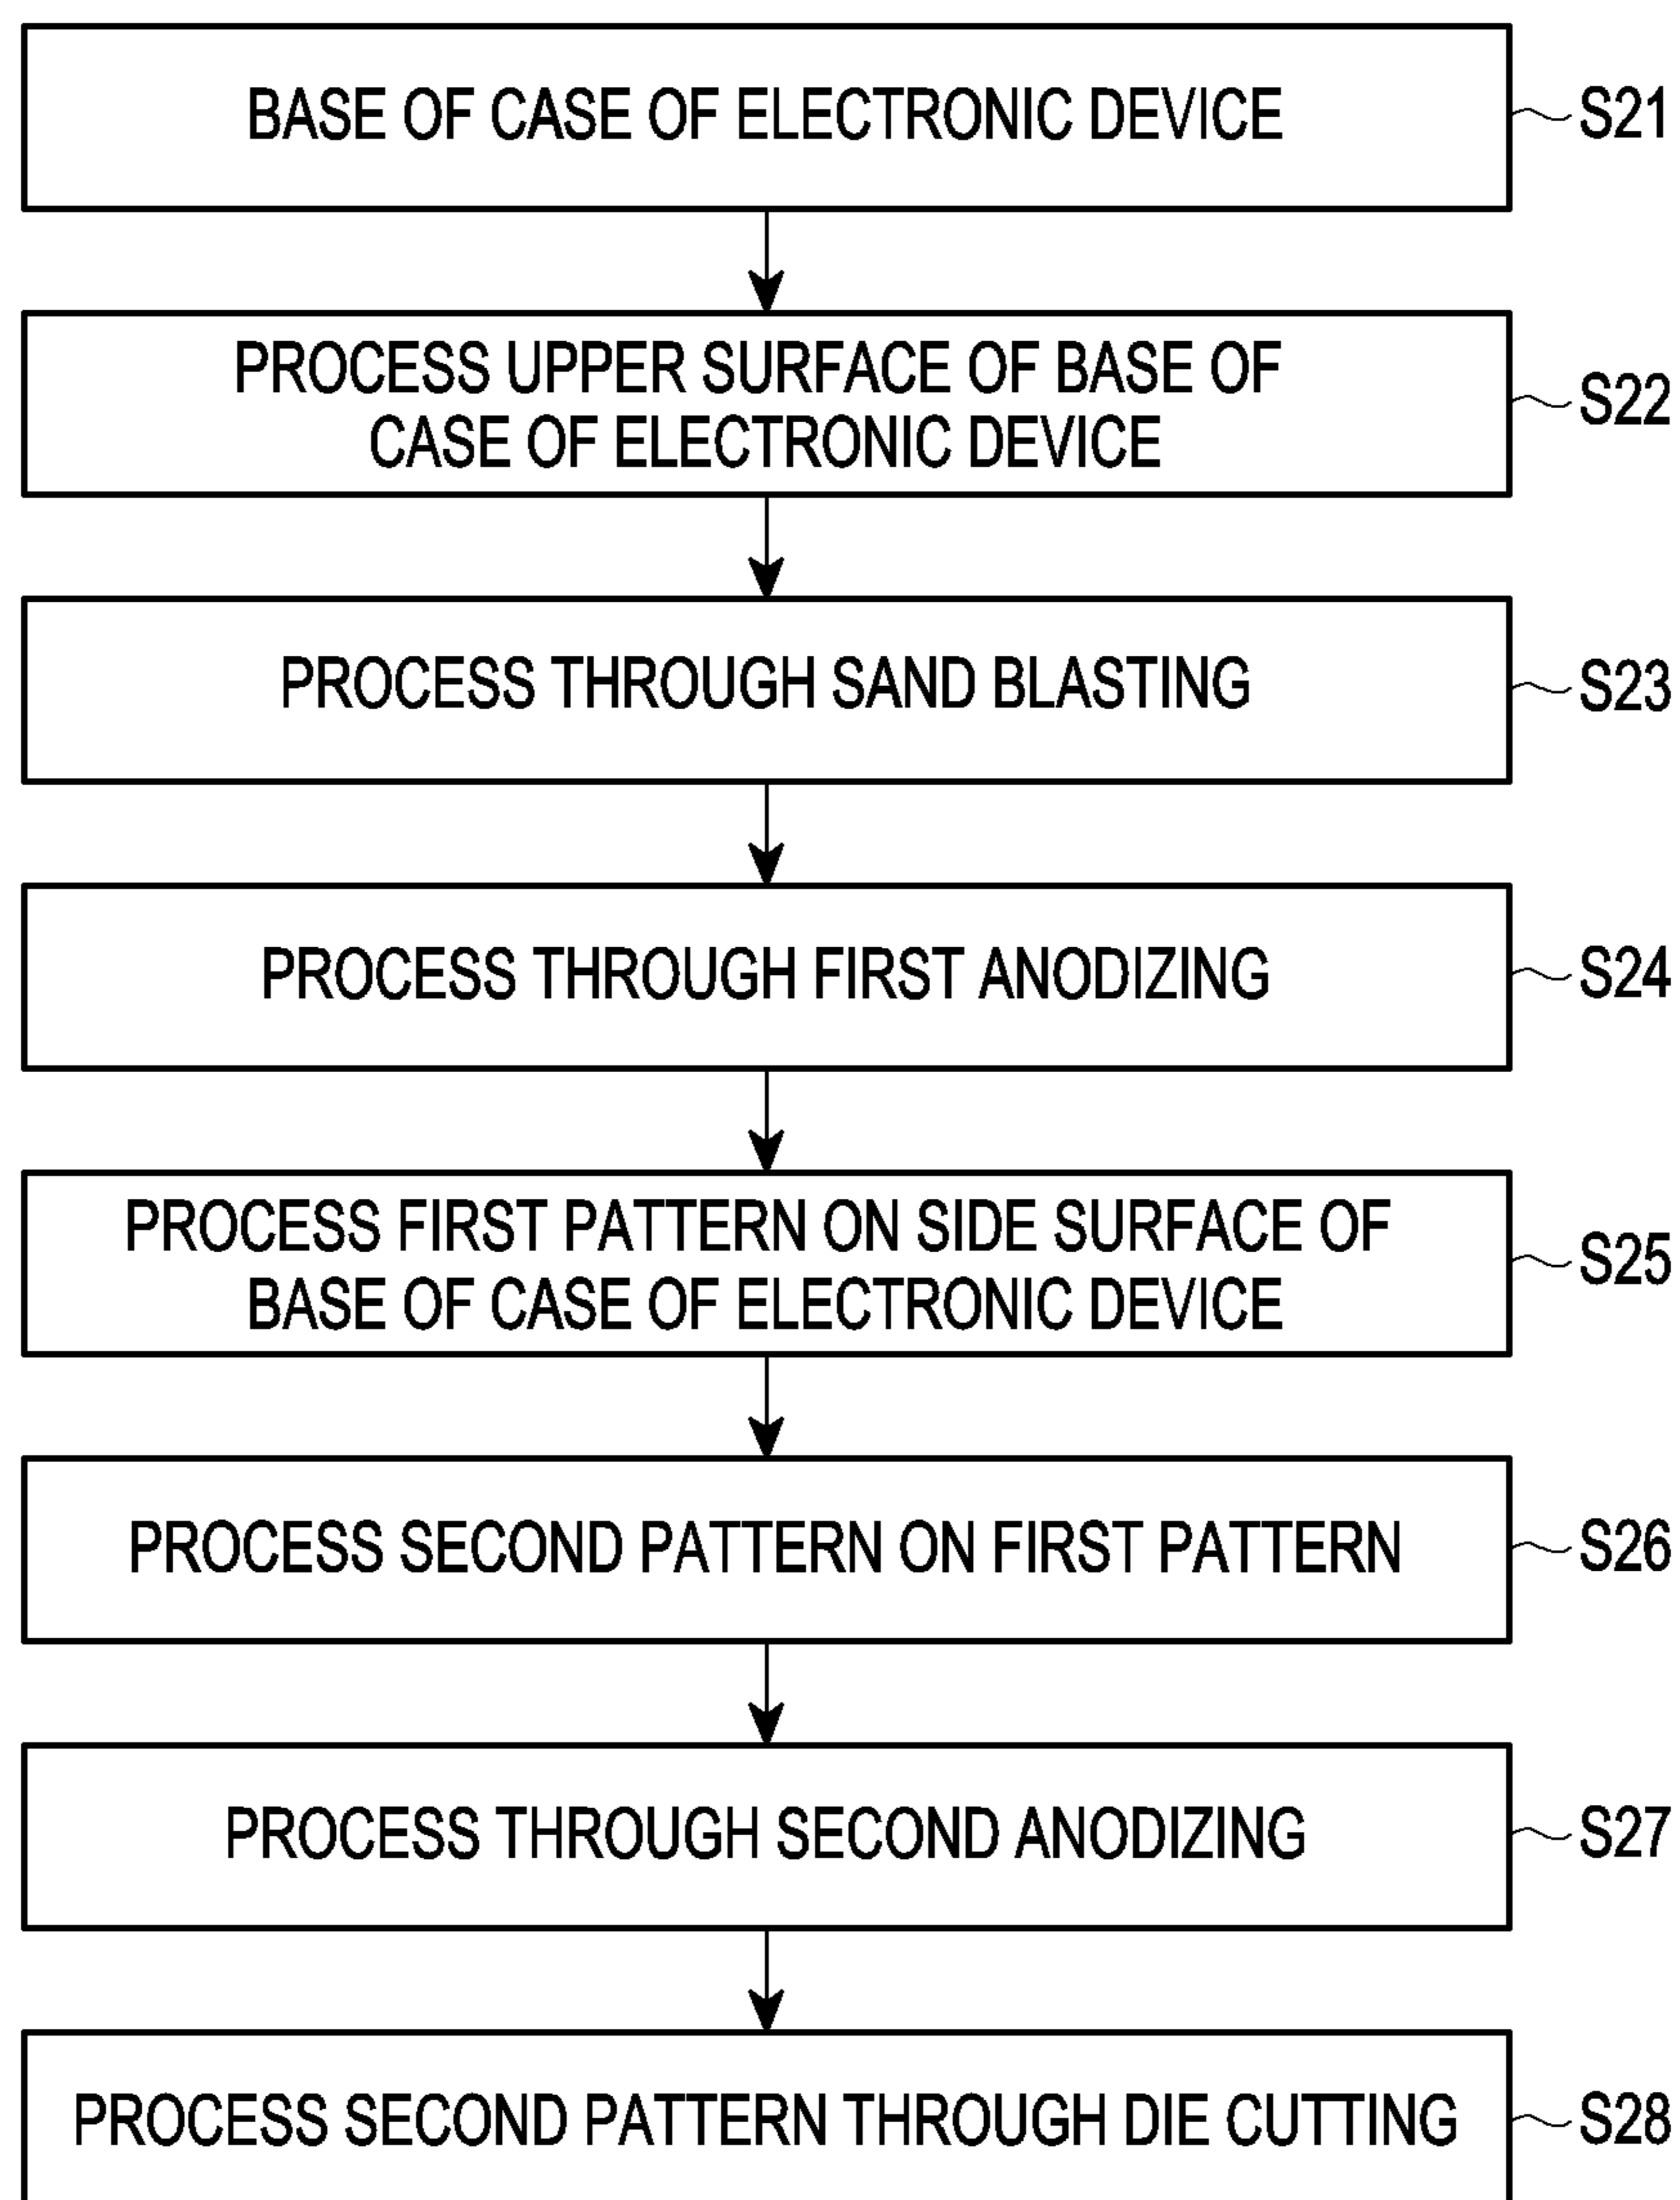 BASE OF CASE OF ELECTRONIC DEVICE
S21
PROCESS UPPER SURFACE OF BASE OF
CASE OF ELECTRONIC DEVICE
S22
PROCESS THROUGH SAND BLASTING
S23
PROCESS THROUGH FIRST ANODIZING
S24
PROCESS FIRST PATTERN ON SIDE SURFACE OF
BASE OF CASE OF ELECTRONIC DEVICE
S25
PROCESS SECOND PATTERN ON FIRST PATTERN
S26
PROCESS THROUGH SECOND ANODIZING
S27
PROCESS SECOND PATTERN THROUGH DIE CUTTING
S28